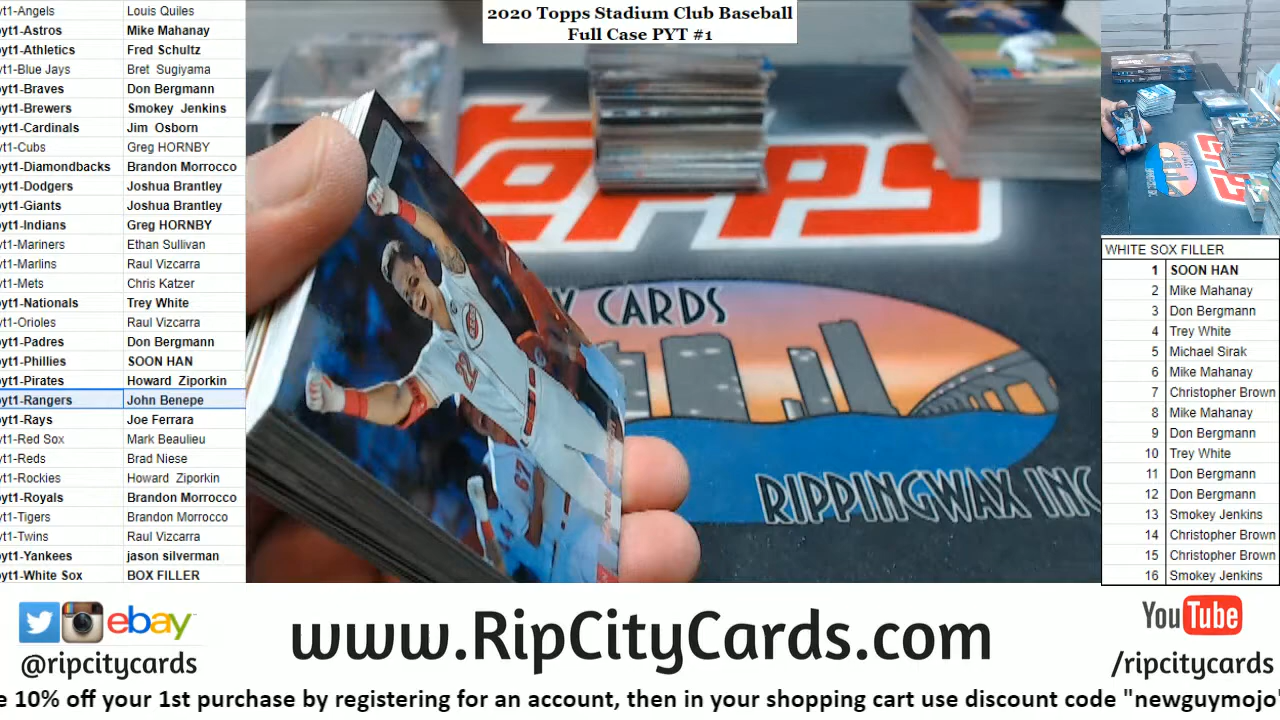 2020 Topps Stadium Club Baseball
Full Case PYT #1
yt1-Angels Louis Quiles
yt1-Astros Mike Mahanay
yt1-Athletics Fred Schultz
yt1-Blue Jays Bret Sugiyama
yt1-Braves Don Bergmann
yt1-Brewers Smokey Jenkins
yt1-Cardinals Jim Osborn
yt1-Cubs Greg HORNBY
yt1-Diamondbacks Brandon Morrocco
yt1-Dodgers Joshua Brantley
yt1-Giants Joshua Brantley
yt1-Indians Greg HORNBY
yt1-Mariners Ethan Sullivan
yt1-Marlins Raul Vizcarra
yt1-Mets Chris Katzer
yt1-Nationals Trey White
yt1-Orioles Raul Vizcarra
yt1-Padres Don Bergmann
yt1-Phillies SOON HAN
yt1-Pirates Howard Ziporkin
yt1-Rangers John Benepe
yt1-Rays Joe Ferrara
yt1-Red Sox Mark Beaulieu
yt1-Reds Brad Niese
yt1-Rockies Howard Ziporkin
yt1-Royals Brandon Morrocco
yt1-Tigers Brandon Morrocco
yt1-Twins Raul Vizcarra
yt1-Yankees jason silverman
yt1-White Sox BOX FILLER
TOPPS
Y CARDS
RIPPINGWAX INC
REDS
22
67
WHITE SOX FILLER
1 SOON HAN
2 Mike Mahanay
3 Don Bergmann
4 Trey White
5 Michael Sirak
6 Mike Mahanay
7 Christopher Brown
8 Mike Mahanay
9 Don Bergmann
10 Trey White
11 Don Bergmann
12 Don Bergmann
13 Smokey Jenkins
14 Christopher Brown
15 Christopher Brown
16 Smokey Jenkins
ebay
@ripcitycards
www.RipCityCards.com
YouTube
/ripcitycards
e 10% off your 1st purchase by registering for an account, then in your shopping cart use discount code "newguymojo"